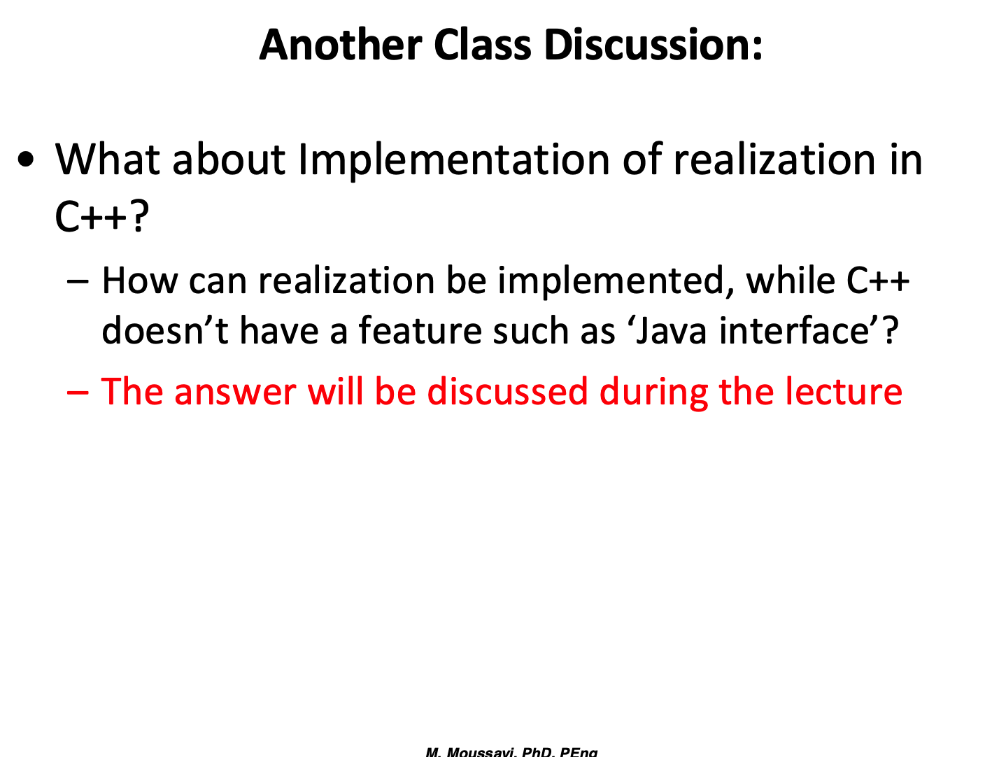 Another Class Discussion:
• What about Implementation of realization in
C++?
– How can realization be implemented, while C++
doesn’t have a feature such as ‘Java interface’?
– The answer will be discussed during the lecture
M. Moussavi, PhD, PEng